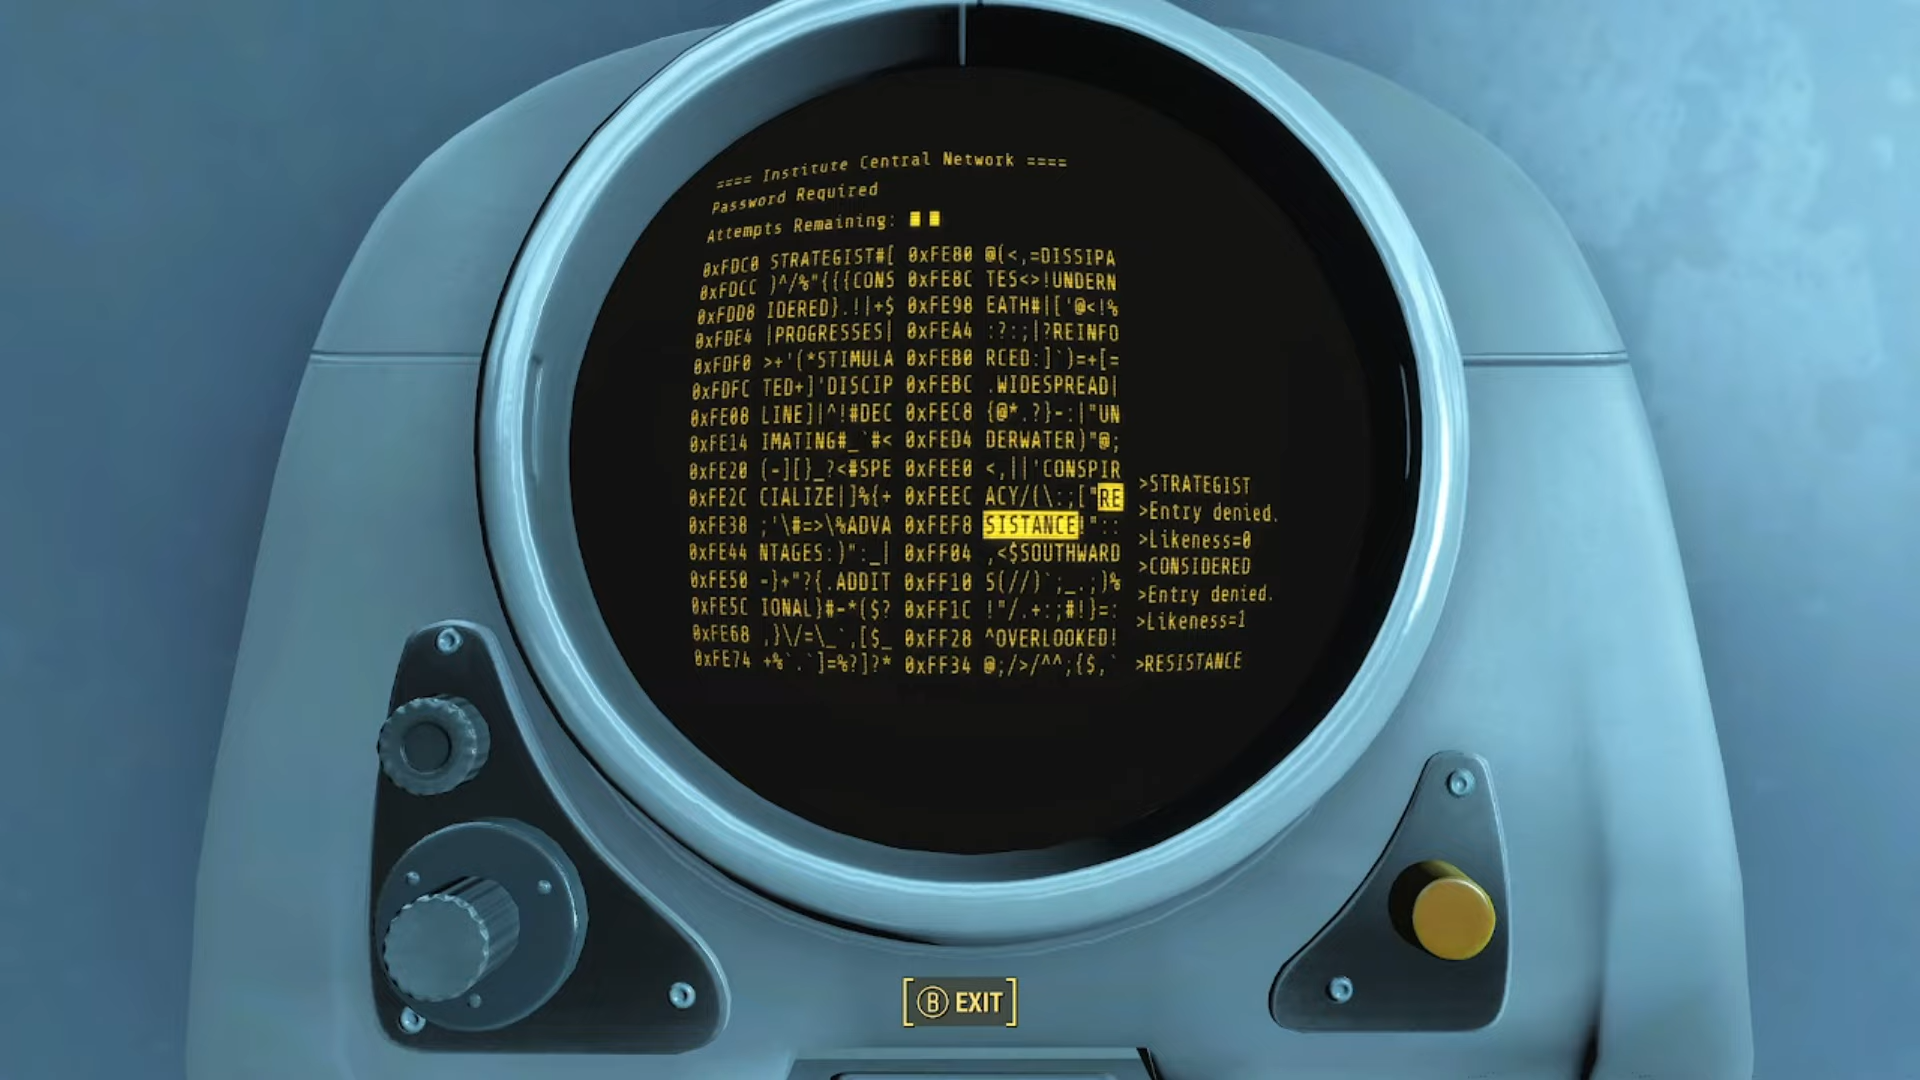 ==== Institute Central Network ====
Password Required
Attempts Remaining: ■ ■
0xFDC0 STRATEGIST#[ 0xFE80 @(<,=DISSIPA
0xFDCC )^/%"{{{CONS 0xFE8C TES<>!UNDERN
0xFDD8 IDERED}.!|+$ 0xFE98 EATH#|['@<!%
0xFDE4 |PROGRESSES| 0xFEA4 :?:;|?REINFO
0xFDF0 >+'(*STIMULA 0xFEB0 RCED:]`)=+[=
0xFDFC TED+]'DISCIP 0xFEBC .WIDESPREAD|
0xFE08 LINE]|^!#DEC 0xFEC8 {@*.?}-:|"UN
0xFE14 IMATING#_`#< 0xFED4 DERWATER)"@;
0xFE20 (-][}_?<#SPE 0xFEE0 <,||'CONSPIR
0xFE2C CIALIZE|]%{+ 0xFEEC ACY/(\:;["RE
0xFE38 ;'\#=>\%ADVA 0xFEF8 SISTANCE!"::
0xFE44 NTAGES:)":_| 0xFF04 ,<$SOUTHWARD
0xFE50 -}+"?{.ADDIT 0xFF10 S(//)`;_.;)%
0xFE5C IONAL}#-*($? 0xFF1C !"/.+:;#!}=:
0xFE68 ,}\/=\_`,[$_ 0xFF28 ^OVERLOOKED!
0xFE74 +%`.`]=%?]?* 0xFF34 @;/>/^^;{$,`
>STRATEGIST
>Entry denied.
>Likeness=0
>CONSIDERED
>Entry denied.
>Likeness=1
>RESISTANCE
[Ⓑ EXIT]